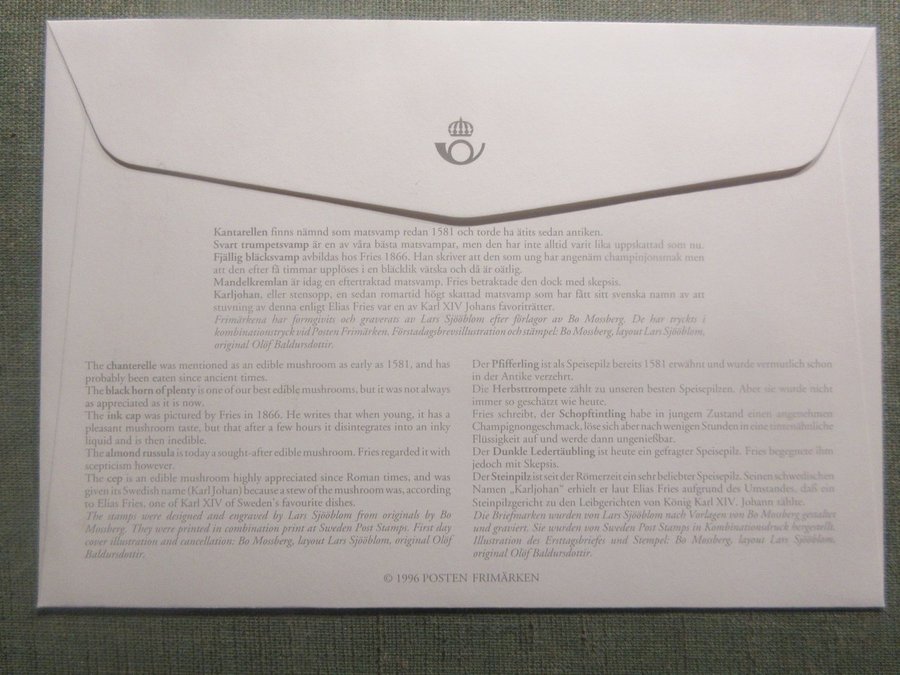 Kantarellen finns nämnd som matsvamp redan 1581 och torde ha ätits sedan antiken.
Svart trumpetsvamp är en av våra bästa matsvampar, men den har inte alltid varit lika uppskattad som nu.
Fjällig bläcksvamp avbildas hos Fries 1866. Han skriver att den som ung har angenäm champinjonsmak men
att den efter få timmar upplöses i en bläcklik vätska och då är oätlig.
Mandelkremlan är idag en eftertraktad matsvamp. Fries betraktade den dock med skepsis.
Karljohan, eller stensopp, en sedan romartid högt skattad matsvamp som har fått sitt svenska namn av att
stuvning av denna enligt Elias Fries var en av Karl XIV Johans favoriträtter.
Frimärkena har formgivits och graverats av Lars Sjööblom efter förlagor av Bo Mossberg. De har tryckts i
kombinationstryck vid Posten Frimärken. Förstadagsbrevsillustration och stämpel: Bo Mossberg, layout Lars Sjööblom,
original Olöf Baldursdottir.
The chanterelle was mentioned as an edible mushroom as early as 1581, and has
probably been eaten since ancient times.
The black horn of plenty is one of our best edible mushrooms, but it was not always
as appreciated as it is now.
The ink cap was pictured by Fries in 1866. He writes that when young, it has a
pleasant mushroom taste, but that after a few hours it disintegrates into an inky
liquid and is then inedible.
The almond russula is today a sought-after edible mushroom. Fries regarded it with
scepticism however.
The cep is an edible mushroom highly appreciated since Roman times, and was
given its Swedish name (Karl Johan) because a stew of the mushroom was, according
to Elias Fries, one of Karl XIV of Sweden's favourite dishes.
The stamps were designed and engraved by Lars Sjööblom from originals by Bo
Mossberg. They were printed in combination print at Sweden Post Stamps. First day
cover illustration and cancellation: Bo Mossberg, layout Lars Sjööblom, original Olöf
Baldursdottir.
Der Pfifferling ist als Speisepilz bereits 1581 erwähnt und wurde vermutlich schon
in der Antike verzehrt.
Die Herbsttrompete zählt zu unseren besten Speisepilzen. Aber sie wurde nicht
immer so geschätzt wie heute.
Fries schreibt, der Schopftintling habe in jungem Zustand einen angenehmen
Champignongeschmack, löse sich aber nach wenigen Stunden in eine tintenähnliche
Flüssigkeit auf und werde dann ungenießbar.
Der Dunkle Ledertäubling ist heute ein gefragter Speisepilz. Fries begegnete ihm
jedoch mit Skepsis.
Der Steinpilz ist seit der Römerzeit ein sehr beliebter Speisepilz. Seinen schwedischen
Namen „Karljohan" erhielt er laut Elias Fries aufgrund des Umstandes, daß ein
Steinpilzgericht zu den Leibgerichten von König Karl XIV. Johann zählte.
Die Briefmarken wurden von Lars Sjööblom nach Vorlagen von Bo Mossberg gestaltet
und graviert. Sie wurden von Sweden Post Stamps in Kombinationsdruck hergestellt.
Illustration des Ersttagsbriefes und Stempel: Bo Mossberg, layout Lars Sjööblom,
original Olöf Baldursdottir.
© 1996 POSTEN FRIMÄRKEN